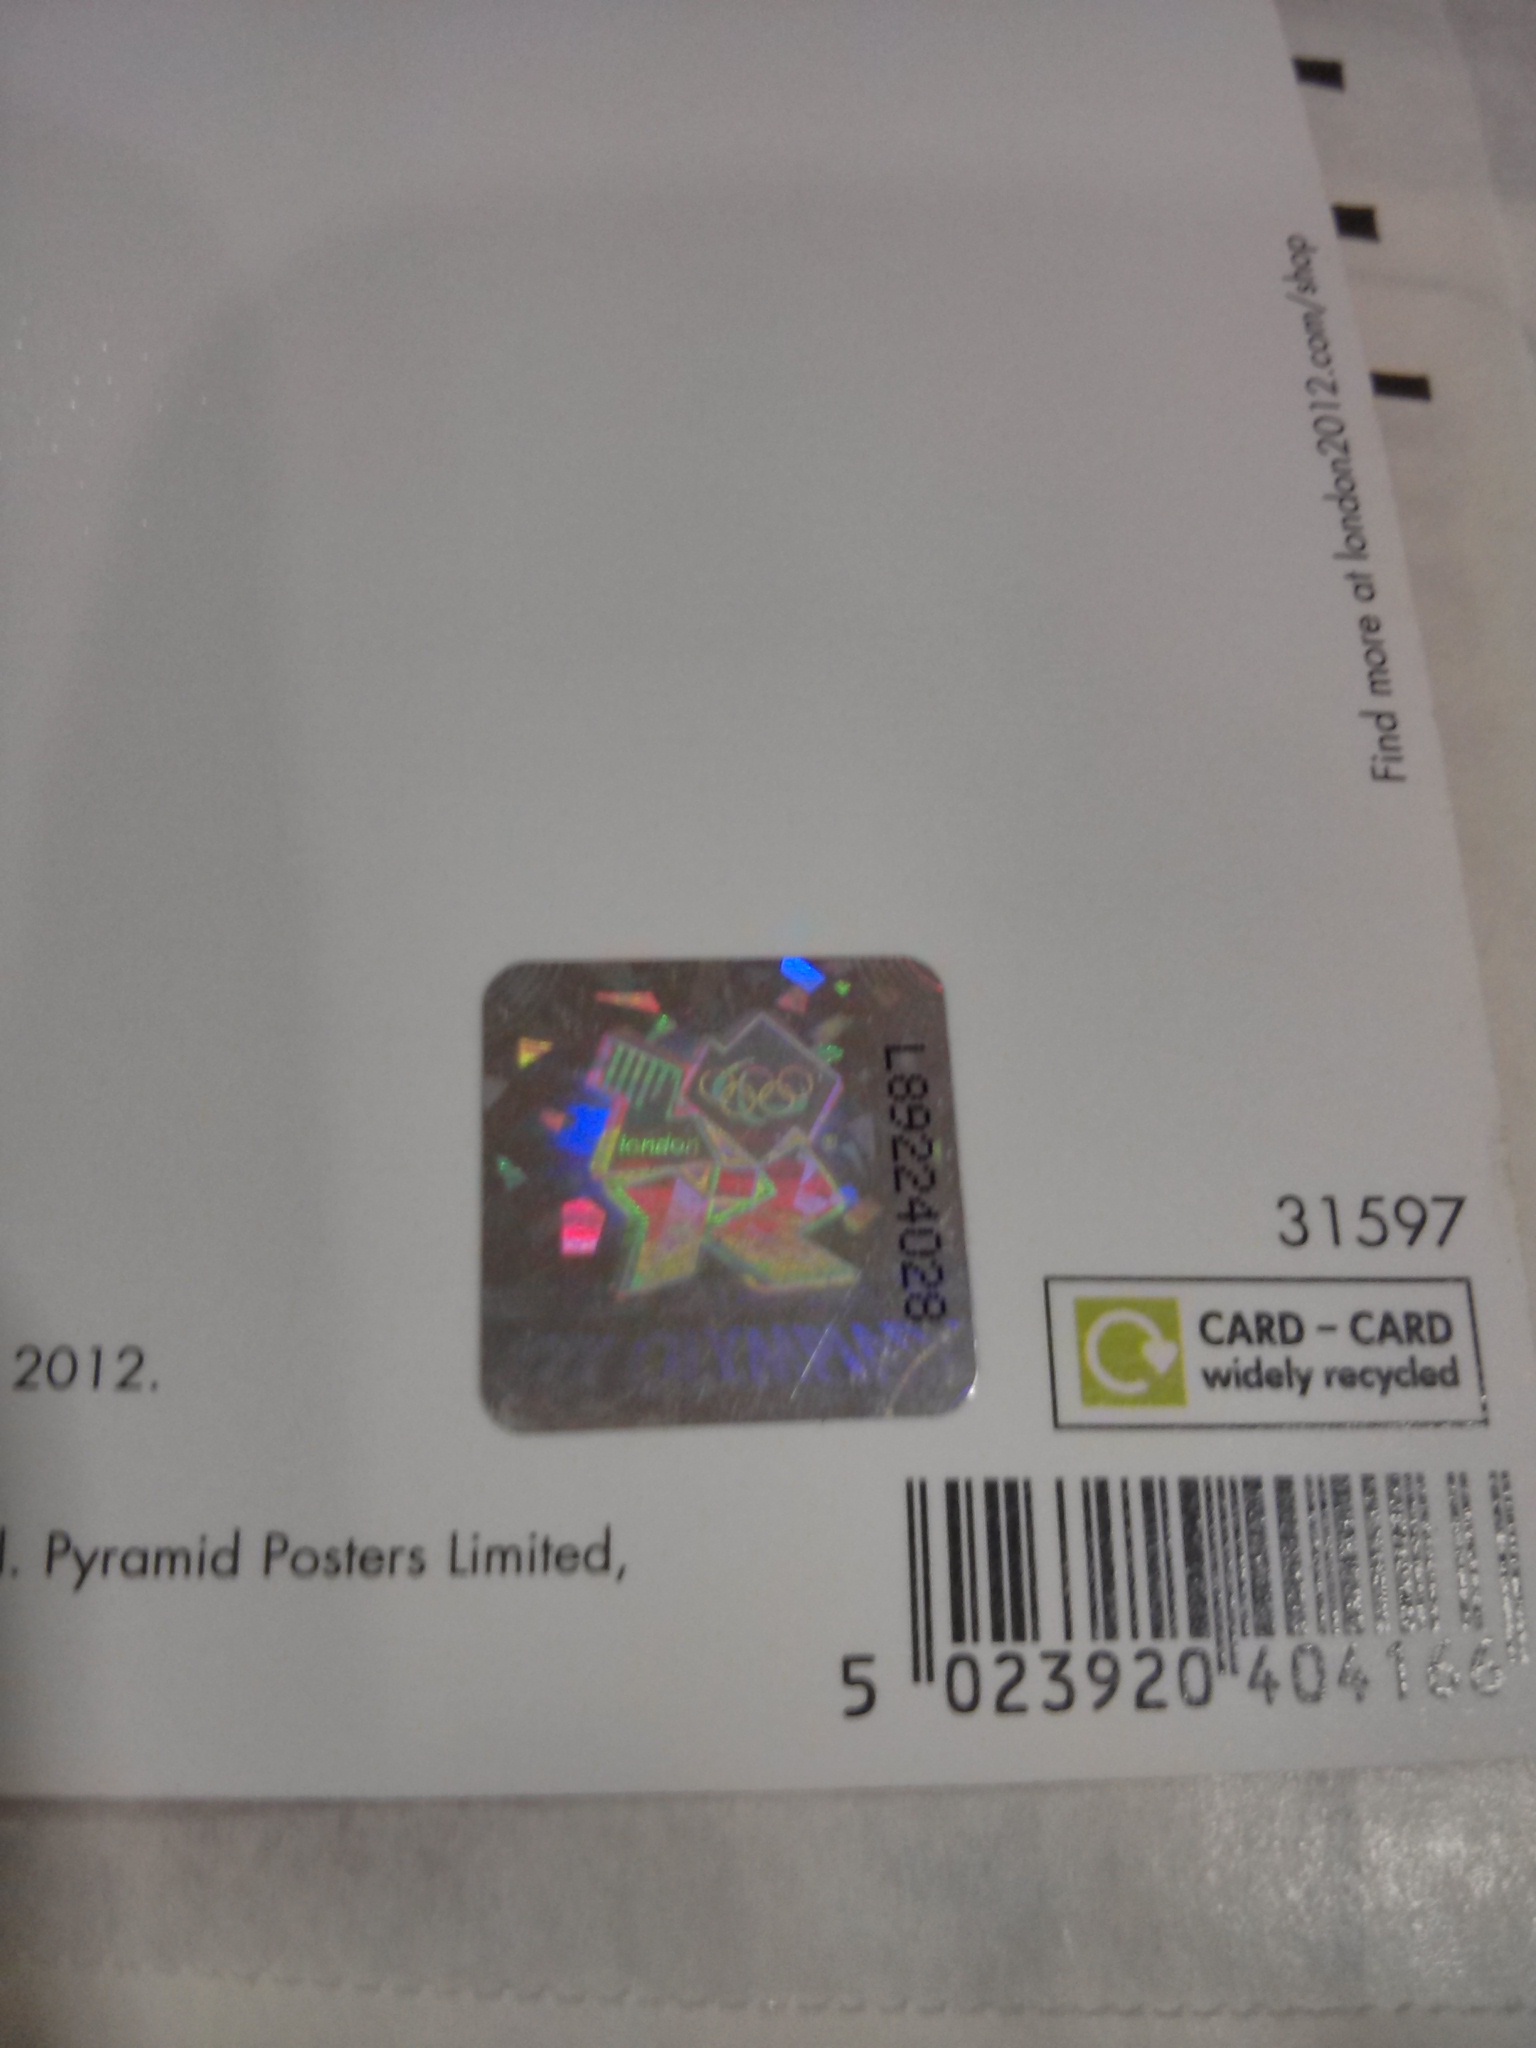 Find more at london2012.com/shop
london
L89224028
31597
CARD – CARD
widely recycled
2012.
Pyramid Posters Limited,
5 023920 404166